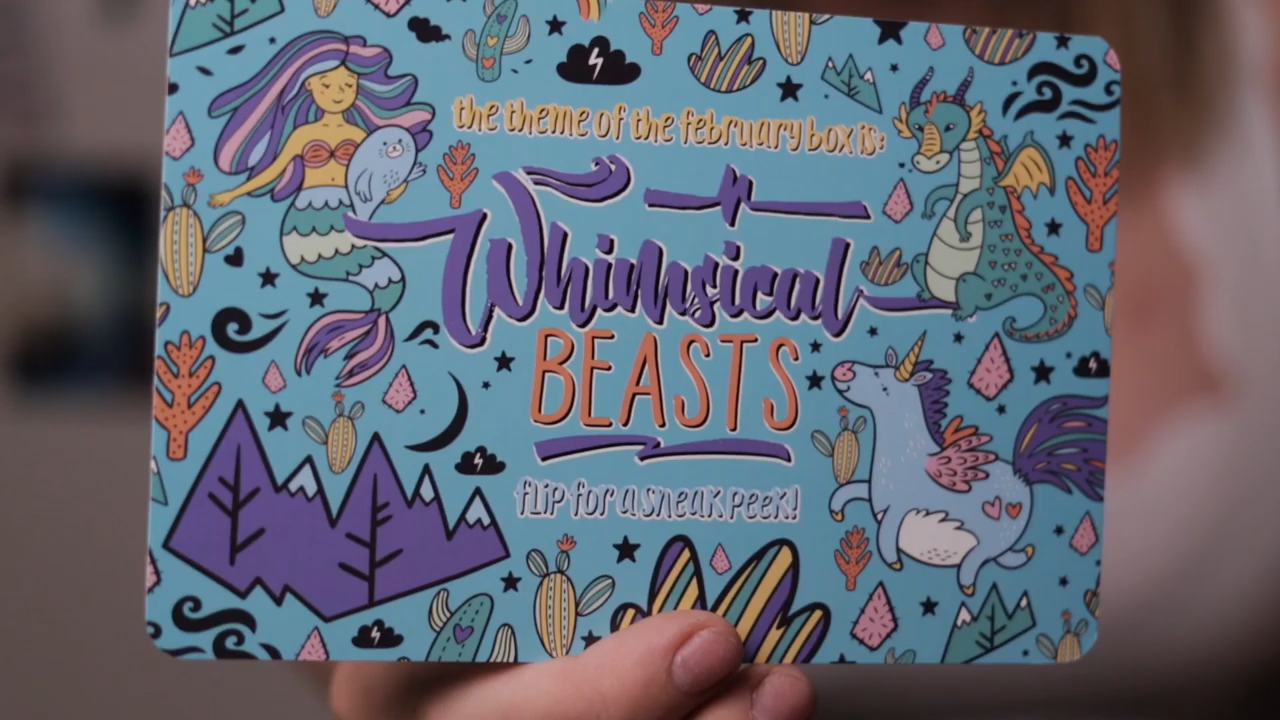 the theme of the february box is:
Whimsical
BEASTS
flip for a sneak peek!